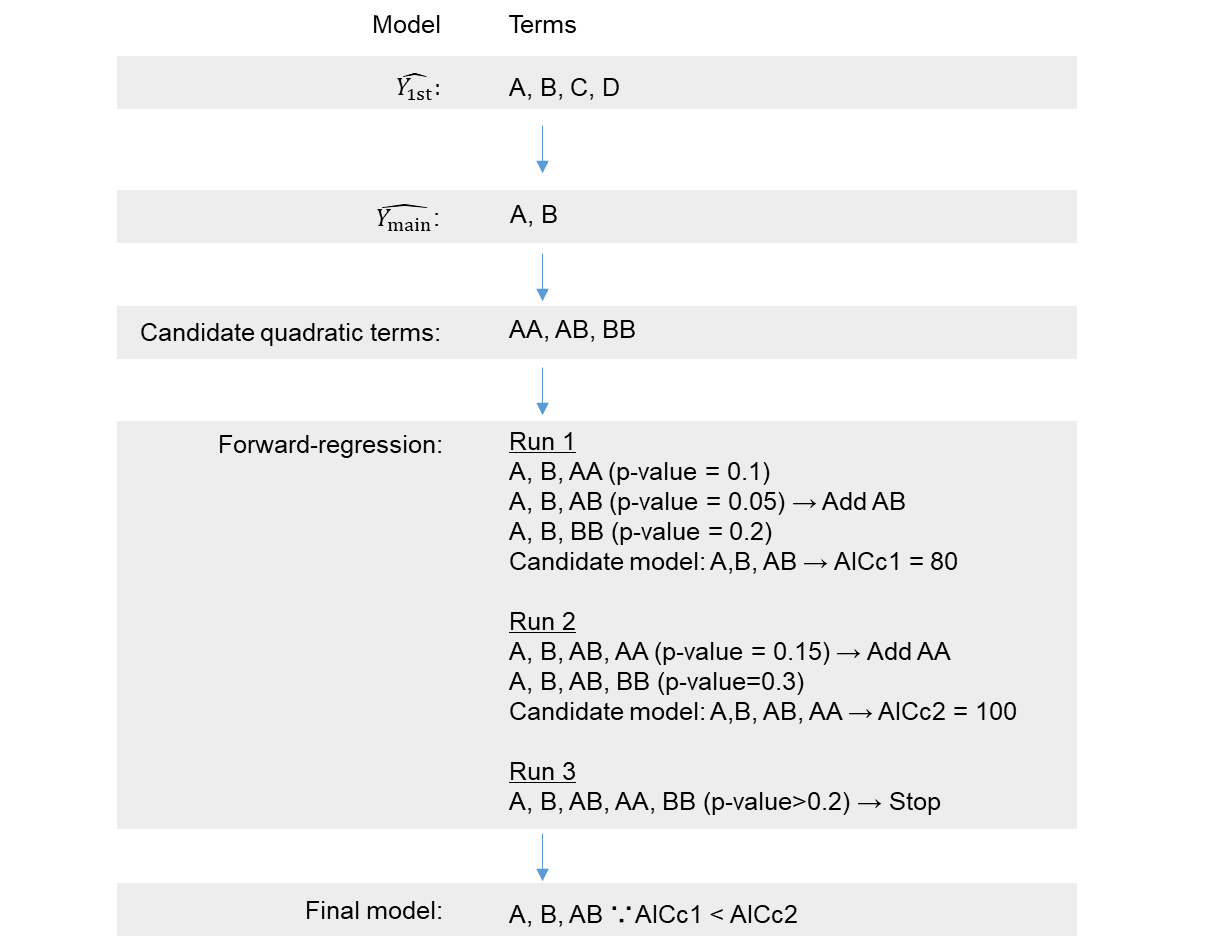 Model Terms
Ŷ1st: A, B, C, D
Ŷmain: A, B
Candidate quadratic terms: AA, AB, BB
Forward-regression: Run 1
A, B, AA (p-value = 0.1)
A, B, AB (p-value = 0.05) → Add AB
A, B, BB (p-value = 0.2)
Candidate model: A,B, AB → AICc1 = 80
Run 2
A, B, AB, AA (p-value = 0.15) → Add AA
A, B, AB, BB (p-value=0.3)
Candidate model: A,B, AB, AA → AICc2 = 100
Run 3
A, B, AB, AA, BB (p-value>0.2) → Stop
Final model: A, B, AB ∵ AICc1 < AICc2